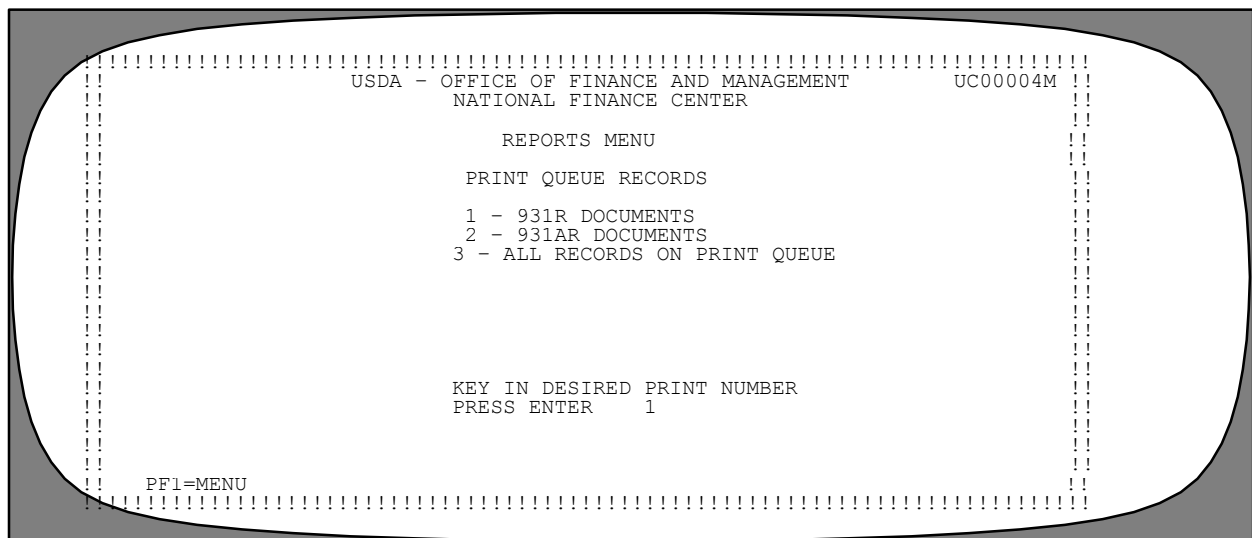 USDA – OFFICE OF FINANCE AND MANAGEMENT UC00004M
NATIONAL FINANCE CENTER
REPORTS MENU
PRINT QUEUE RECORDS
1 – 931R DOCUMENTS
2 – 931AR DOCUMENTS
3 – ALL RECORDS ON PRINT QUEUE
KEY IN DESIRED PRINT NUMBER
PRESS ENTER 1
PF1=MENU